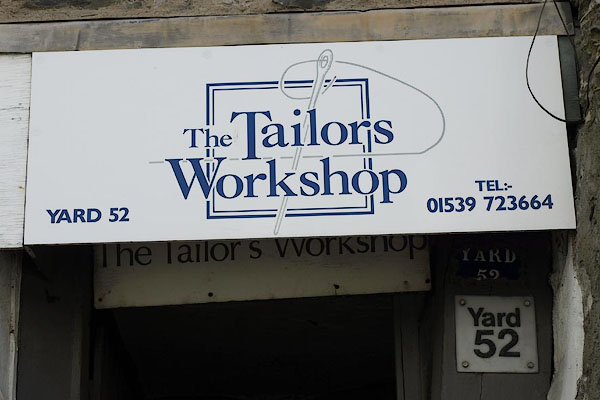 The Tailors
Workshop
YARD 52
TEL:-
01539 723664
The Tailor's Workshop
YARD
52
Yard
52